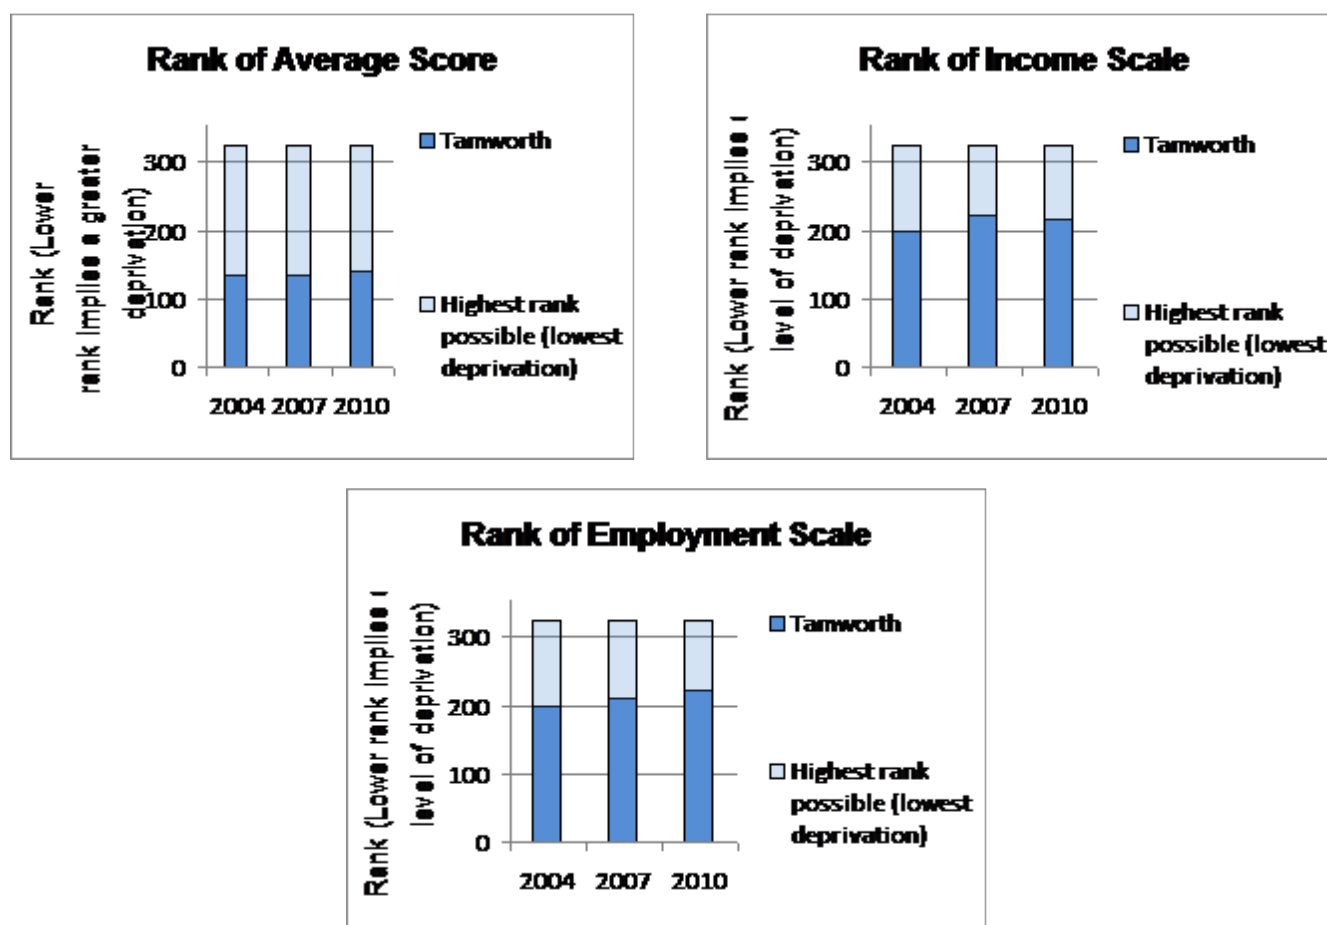 Rank of Average Score
Rank (Lower
rank implies a greater
deprivation)
300
200
100
0
2004 2007 2010
Tamworth
Highest rank
possible (lowest
deprivation)
Rank of Income Scale
Rank (Lower rank implies
level of deprivation)
300
200
100
0
2004 2007 2010
Tamworth
Highest rank
possible (lowest
deprivation)
Rank of Employment Scale
Rank (Lower rank implies
level of deprivation)
300
200
100
0
2004 2007 2010
Tamworth
Highest rank
possible (lowest
deprivation)